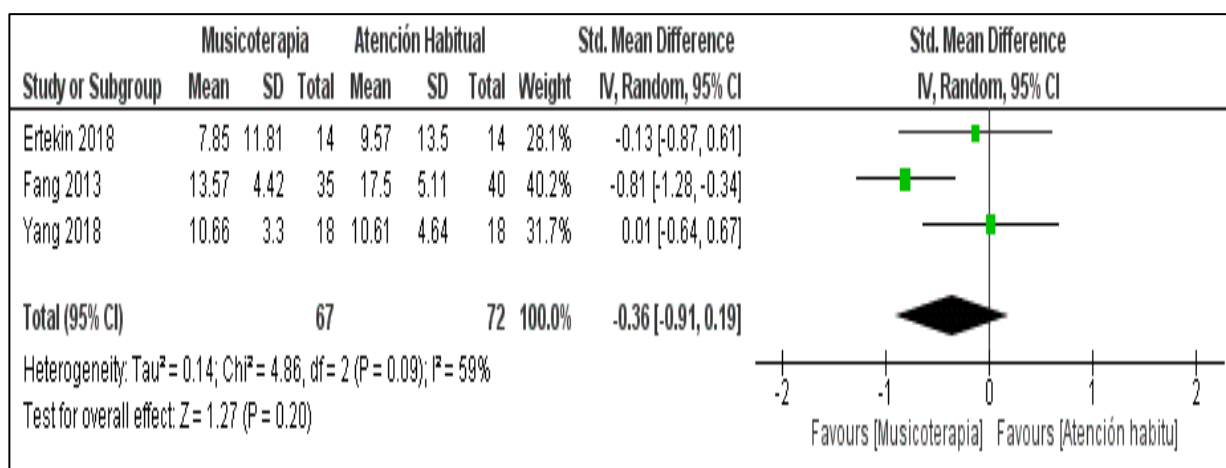 Musicoterapia Atención Habitual Std. Mean Difference Std. Mean Difference
Study or Subgroup Mean SD Total Mean SD Total Weight IV, Random, 95% CI IV, Random, 95% CI
Ertekin 2018 7.85 11.81 14 9.57 13.5 14 28.1% -0.13 [-0.87, 0.61]
Fang 2013 13.57 4.42 35 17.5 5.11 40 40.2% -0.81 [-1.28, -0.34]
Yang 2018 10.66 3.3 18 10.61 4.64 18 31.7% 0.01 [-0.64, 0.67]
Total (95% CI) 67 72 100.0% -0.36 [-0.91, 0.19]
Heterogeneity: Tau² = 0.14; Chi² = 4.86, df = 2 (P = 0.09); I² = 59%
Test for overall effect: Z = 1.27 (P = 0.20)
-2 -1 0 1 2
Favours [Musicoterapia] Favours [Atención habitu]